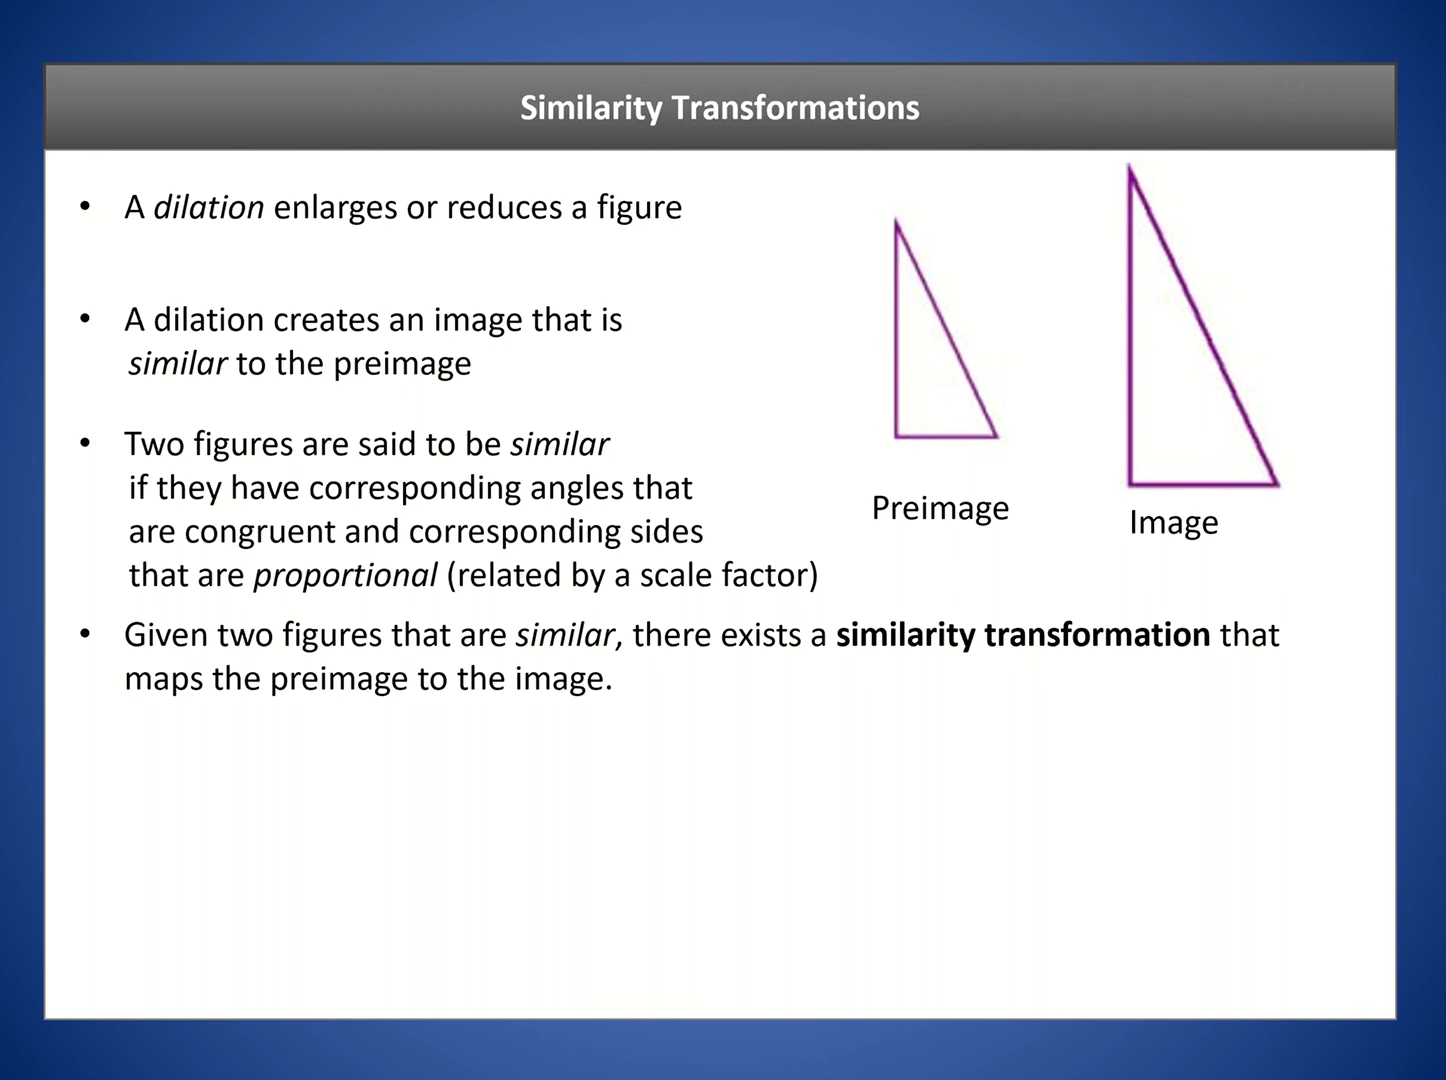 Similarity Transformations
• A dilation enlarges or reduces a figure
• A dilation creates an image that is
similar to the preimage
• Two figures are said to be similar
if they have corresponding angles that
are congruent and corresponding sides
that are proportional (related by a scale factor)
Preimage
Image
• Given two figures that are similar, there exists a similarity transformation that
maps the preimage to the image.